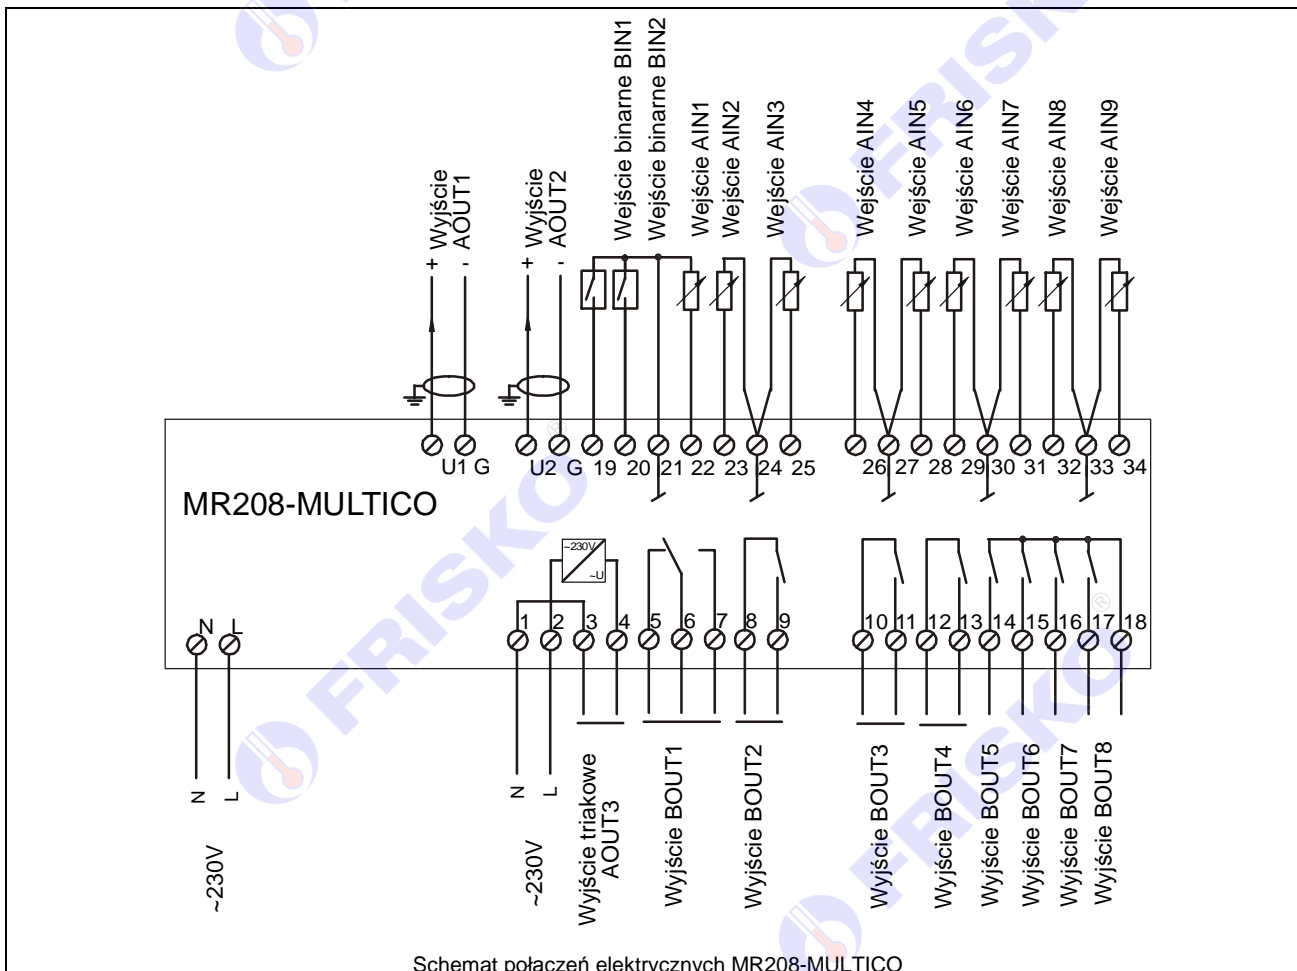 Wyjście
AOUT1
+
-
Wyjście
AOUT2
+
-
Wejście binarne BIN1
Wejście binarne BIN2
Wejście AIN1
Wejście AIN2
Wejście AIN3
Wejście AIN4
Wejście AIN5
Wejście AIN6
Wejście AIN7
Wejście AIN8
Wejście AIN9
U1 G U2 G 19 20 21 22 23 24 25 26 27 28 29 30 31 32 33 34
MR208-MULTICO
~230V
~U
N L 1 2 3 4 5 6 7 8 9 10 11 12 13 14 15 16 17 18
N
L
~230V
N
L
~230V
Wyjście triakowe
AOUT3
Wyjście BOUT1
Wyjście BOUT2
Wyjście BOUT3
Wyjście BOUT4
Wyjście BOUT5
Wyjście BOUT6
Wyjście BOUT7
Wyjście BOUT8
Schemat połączeń elektrycznych MR208-MULTICO
FRISKO
FRISKO®
FRISKO®
FRISKO